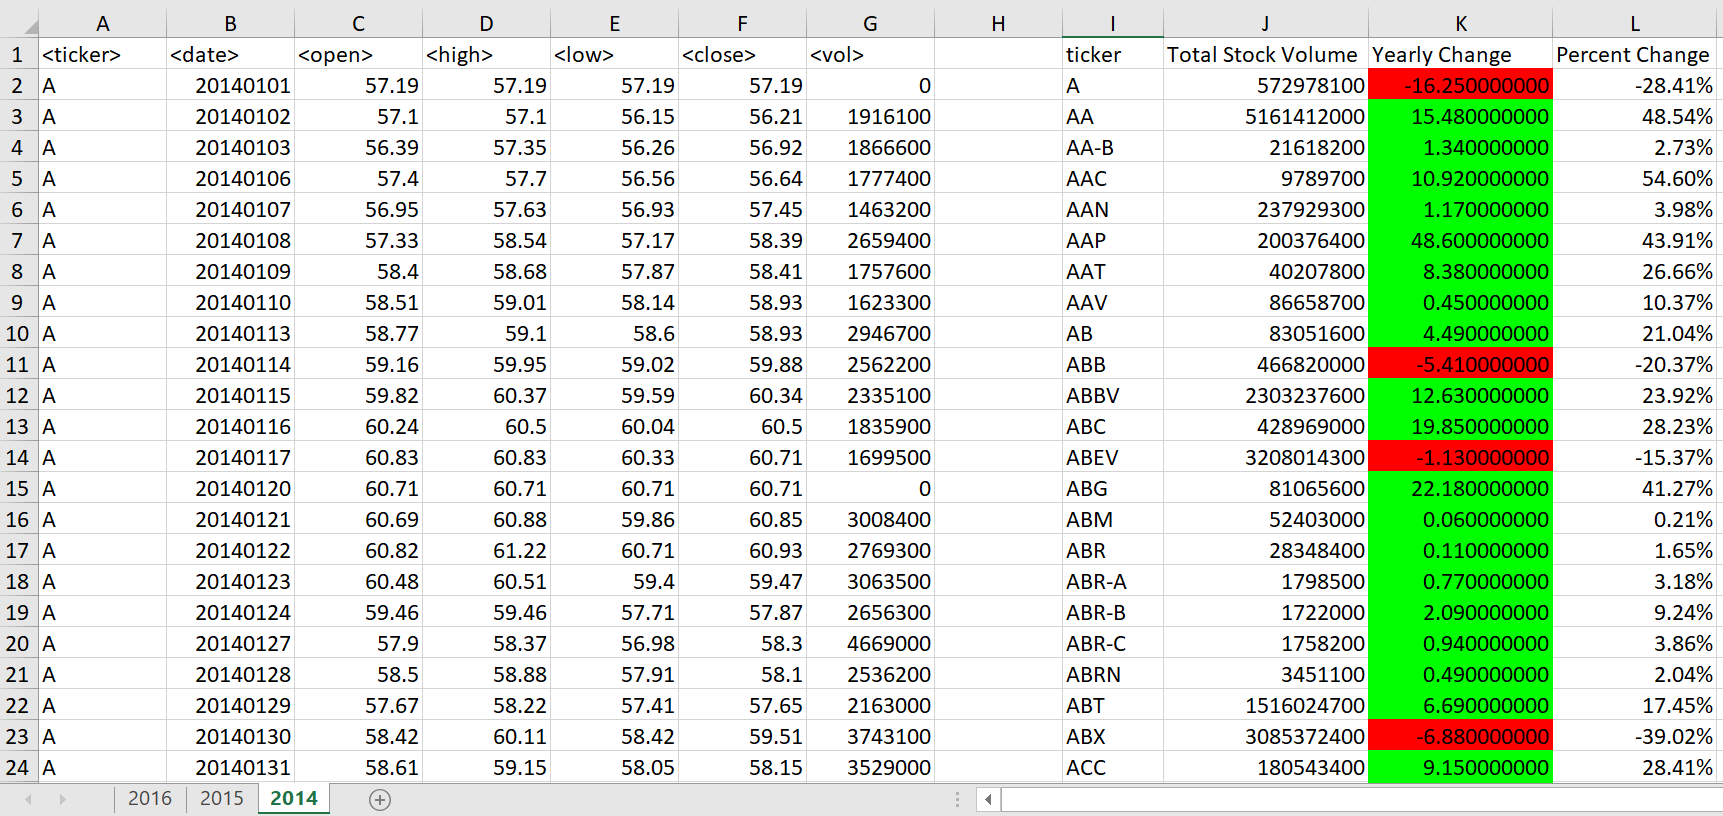 A B C D E F G H I J K L
1 <ticker> <date> <open> <high> <low> <close> <vol> ticker Total Stock Volume Yearly Change Percent Change
2 A 20140101 57.19 57.19 57.19 57.19 0 A 572978100 -16.250000000 -28.41%
3 A 20140102 57.1 57.1 56.15 56.21 1916100 AA 5161412000 15.480000000 48.54%
4 A 20140103 56.39 57.35 56.26 56.92 1866600 AA-B 21618200 1.340000000 2.73%
5 A 20140106 57.4 57.7 56.56 56.64 1777400 AAC 9789700 10.920000000 54.60%
6 A 20140107 56.95 57.63 56.93 57.45 1463200 AAN 237929300 1.170000000 3.98%
7 A 20140108 57.33 58.54 57.17 58.39 2659400 AAP 200376400 48.600000000 43.91%
8 A 20140109 58.4 58.68 57.87 58.41 1757600 AAT 40207800 8.380000000 26.66%
9 A 20140110 58.51 59.01 58.14 58.93 1623300 AAV 86658700 0.450000000 10.37%
10 A 20140113 58.77 59.1 58.6 58.93 2946700 AB 83051600 4.490000000 21.04%
11 A 20140114 59.16 59.95 59.02 59.88 2562200 ABB 466820000 -5.410000000 -20.37%
12 A 20140115 59.82 60.37 59.59 60.34 2335100 ABBV 2303237600 12.630000000 23.92%
13 A 20140116 60.24 60.5 60.04 60.5 1835900 ABC 428969000 19.850000000 28.23%
14 A 20140117 60.83 60.83 60.33 60.71 1699500 ABEV 3208014300 -1.130000000 -15.37%
15 A 20140120 60.71 60.71 60.71 60.71 0 ABG 81065600 22.180000000 41.27%
16 A 20140121 60.69 60.88 59.86 60.85 3008400 ABM 52403000 0.060000000 0.21%
17 A 20140122 60.82 61.22 60.71 60.93 2769300 ABR 28348400 0.110000000 1.65%
18 A 20140123 60.48 60.51 59.4 59.47 3063500 ABR-A 1798500 0.770000000 3.18%
19 A 20140124 59.46 59.46 57.71 57.87 2656300 ABR-B 1722000 2.090000000 9.24%
20 A 20140127 57.9 58.37 56.98 58.3 4669000 ABR-C 1758200 0.940000000 3.86%
21 A 20140128 58.5 58.88 57.91 58.1 2536200 ABRN 3451100 0.490000000 2.04%
22 A 20140129 57.67 58.22 57.41 57.65 2163000 ABT 1516024700 6.690000000 17.45%
23 A 20140130 58.42 60.11 58.42 59.51 3743100 ABX 3085372400 -6.880000000 -39.02%
24 A 20140131 58.61 59.15 58.05 58.15 3529000 ACC 180543400 9.150000000 28.41%
2016 2015 2014